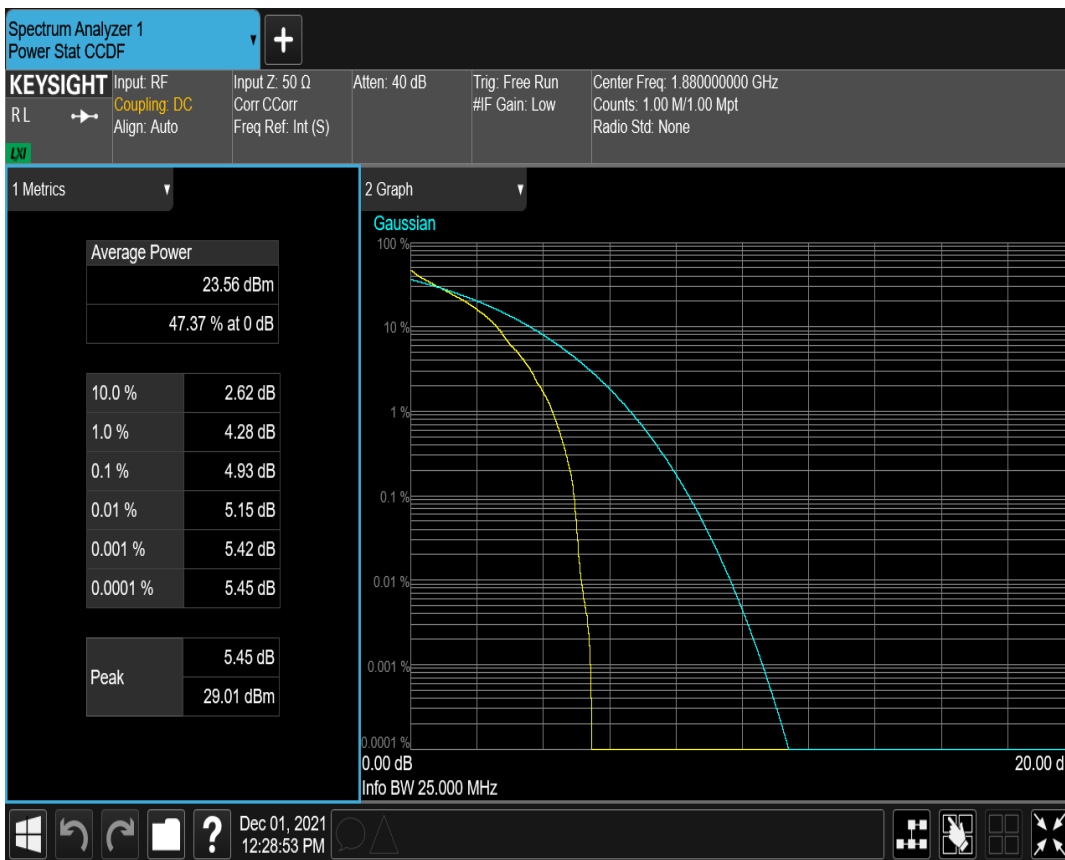 Spectrum Analyzer 1
Power Stat CCDF
KEYSIGHT
RL
LXI
Input: RF
Coupling: DC
Align: Auto
Input Z: 50 Ω
Corr CCorr
Freq Ref: Int (S)
Atten: 40 dB
Trig: Free Run
#IF Gain: Low
Center Freq: 1.880000000 GHz
Counts: 1.00 M/1.00 Mpt
Radio Std: None
1 Metrics
Average Power
23.56 dBm
47.37 % at 0 dB
10.0 % 2.62 dB
1.0 % 4.28 dB
0.1 % 4.93 dB
0.01 % 5.15 dB
0.001 % 5.42 dB
0.0001 % 5.45 dB
Peak
5.45 dB
29.01 dBm
2 Graph
Gaussian
100 %
10 %
1 %
0.1 %
0.01 %
0.001 %
0.0001 %
0.00 dB 20.00 d
Info BW 25.000 MHz
Dec 01, 2021
12:28:53 PM